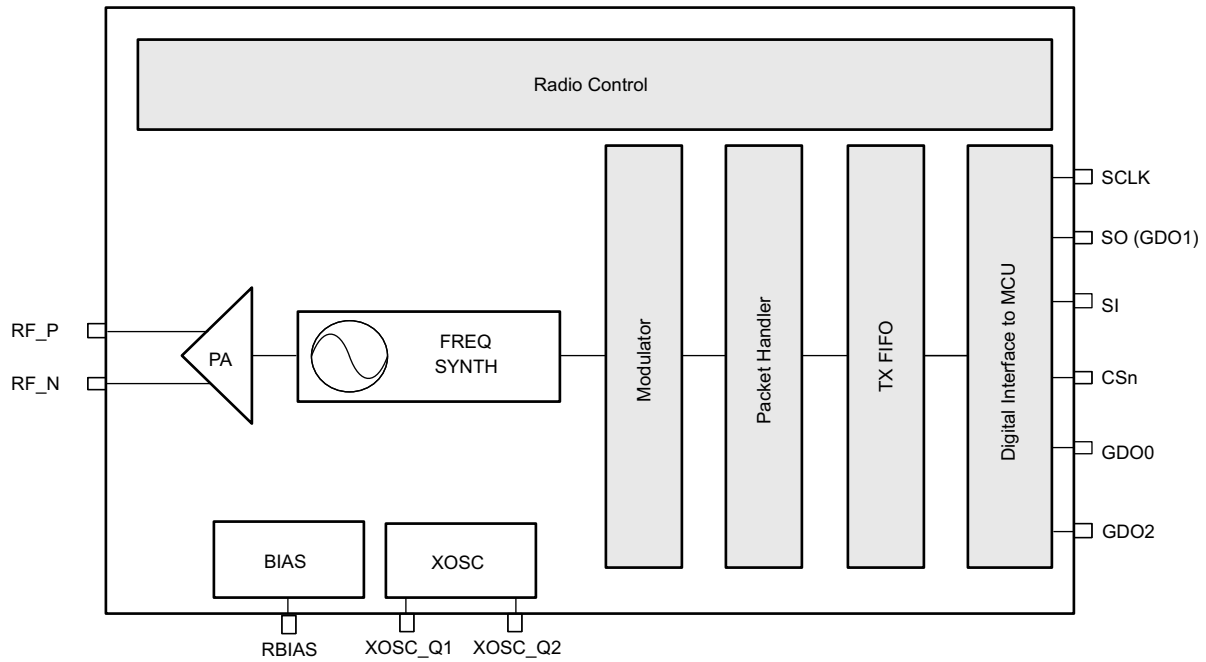 Radio Control
SCLK
SO (GDO1)
SI
CSn
GDO0
GDO2
RF_P
RF_N
PA
FREQ
SYNTH
Modulator
Packet Handler
TX FIFO
Digital Interface to MCU
BIAS
XOSC
RBIAS
XOSC_Q1
XOSC_Q2